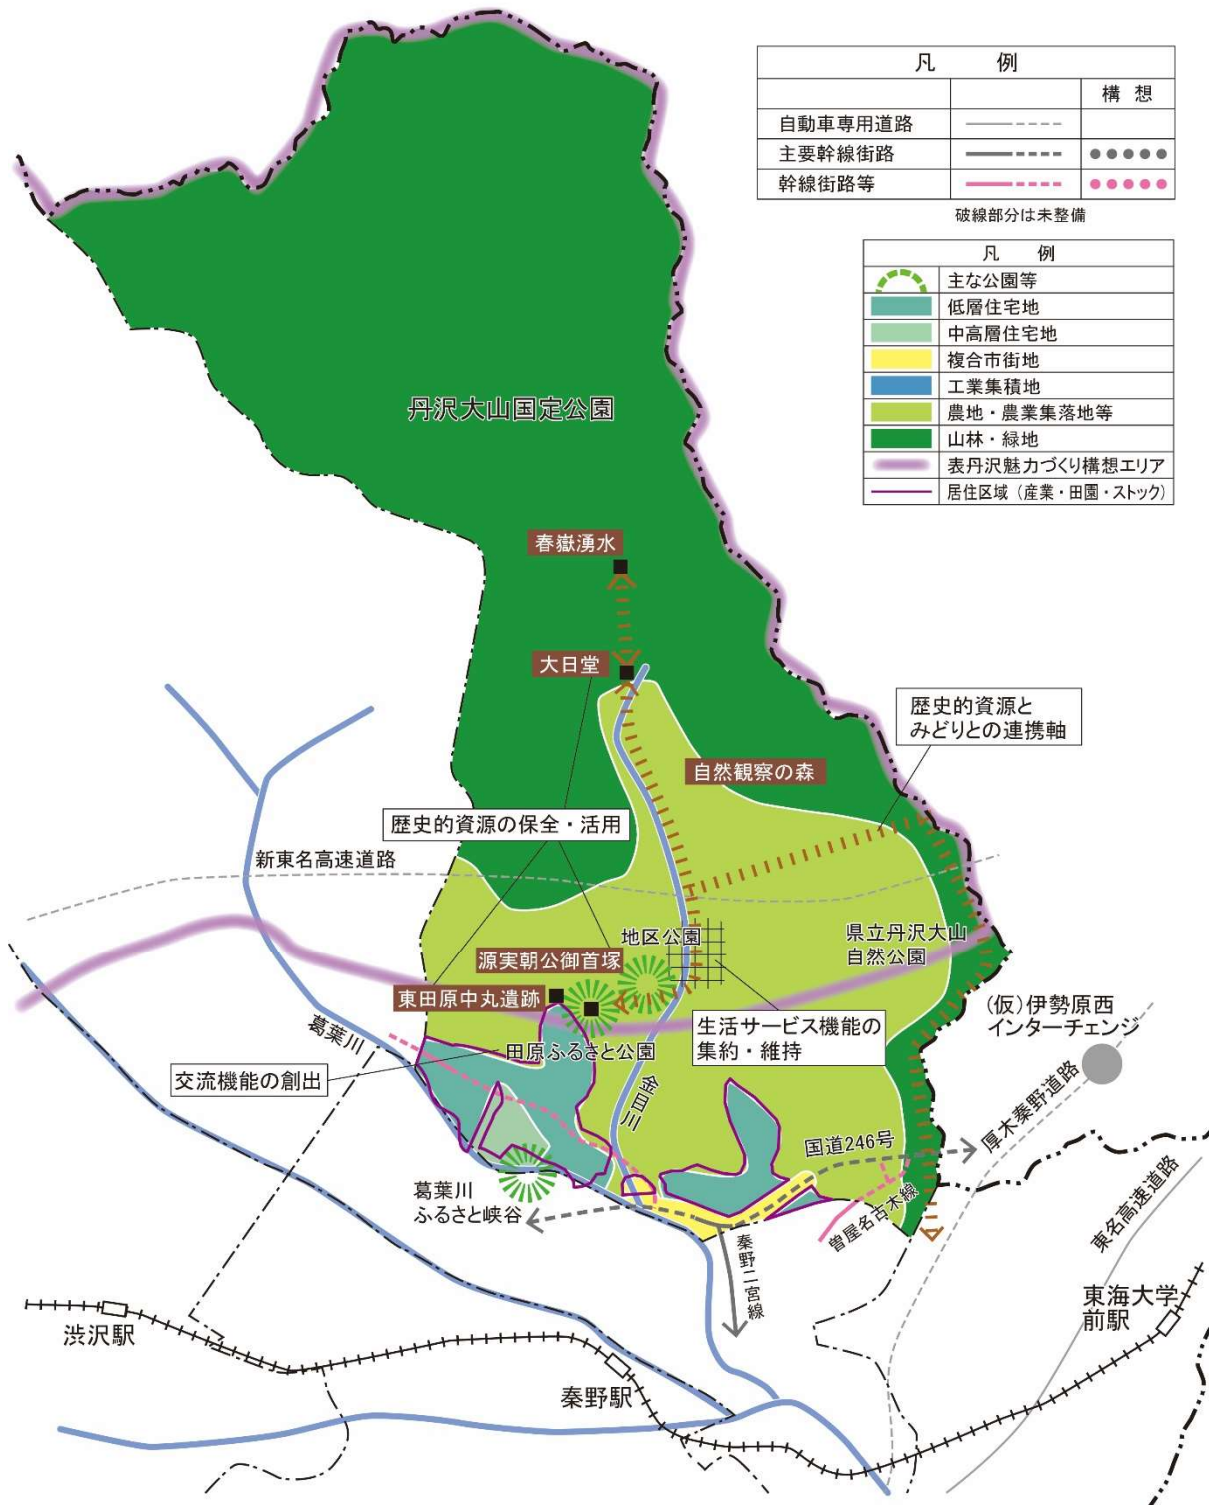 凡　例
構 想
自動車専用道路
主要幹線街路
幹線街路等
破線部分は未整備
凡　例
主な公園等
低層住宅地
中高層住宅地
複合市街地
工業集積地
農地・農業集落地等
山林・緑地
表丹沢魅力づくり構想エリア
居住区域（産業・田園・ストック）
丹沢大山国定公園
春嶽湧水
大日堂
歴史的資源と
みどりとの連携軸
自然観察の森
歴史的資源の保全・活用
新東名高速道路
地区公園
県立丹沢大山
自然公園
源実朝公御首塚
東田原中丸遺跡
(仮)伊勢原西
インターチェンジ
葛葉川
生活サービス機能の
集約・維持
田原ふるさと公園
交流機能の創出
金目川
厚木秦野道路
国道246号
葛葉川
ふるさと峡谷
曽屋名古木線
東名高速道路
秦野二宮線
東海大学
前駅
渋沢駅
秦野駅